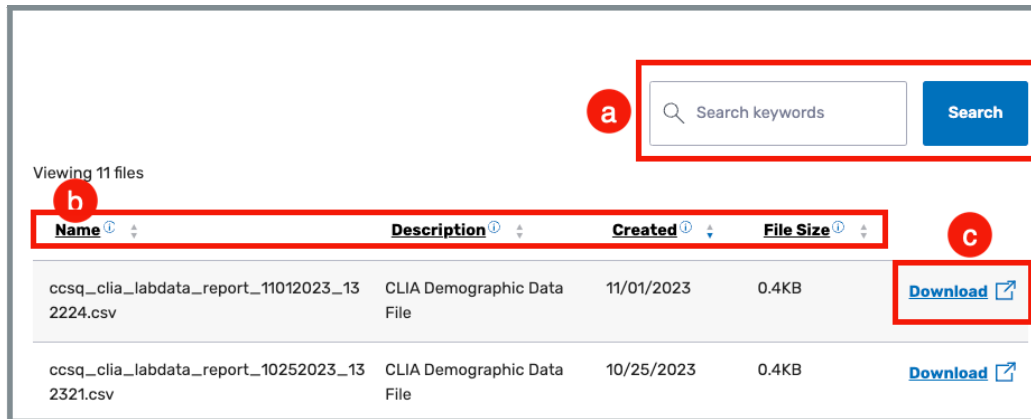 a
Search keywords
Search
Viewing 11 files
b
Name Description Created File Size
c
ccsq_clia_labdata_report_11012023_13 CLIA Demographic Data 11/01/2023 0.4KB Download
2224.csv File
ccsq_clia_labdata_report_10252023_13 CLIA Demographic Data 10/25/2023 0.4KB Download
2321.csv File